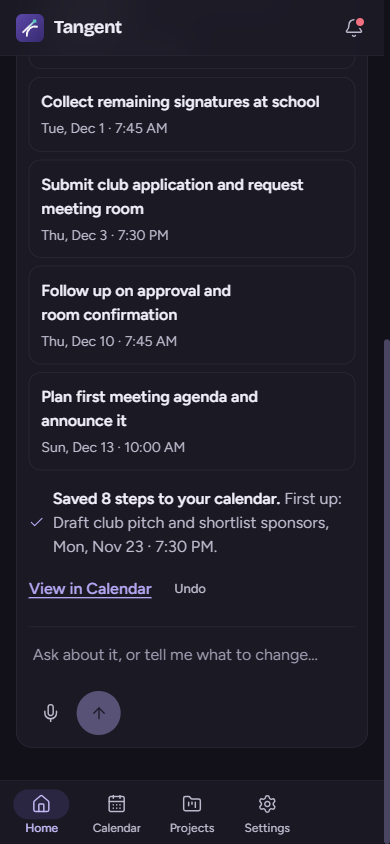 Tangent
Collect remaining signatures at school
Tue, Dec 1 · 7:45 AM
Submit club application and request
meeting room
Thu, Dec 3 · 7:30 PM
Follow up on approval and
room confirmation
Thu, Dec 10 · 7:45 AM
Plan first meeting agenda and
announce it
Sun, Dec 13 · 10:00 AM
Saved 8 steps to your calendar. First up:
Draft club pitch and shortlist sponsors,
Mon, Nov 23 · 7:30 PM.
View in Calendar Undo
Ask about it, or tell me what to change...
Home Calendar Projects Settings